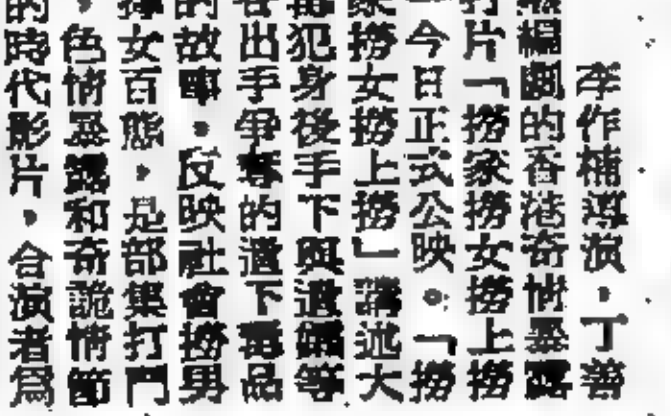 李作楠導演，丁善
編劇的香港奇情暴露
打片「撈家撈女撈上撈
」今日正式公映。「撈
家撈女撈上撈」講述大
毒犯身後手下與遺孀等
出手爭奪的遺下毒品
的故事，反映社會撈男
女百態，是部集打鬥
，色情暴露和奇詭情節
的時代影片，合演者爲